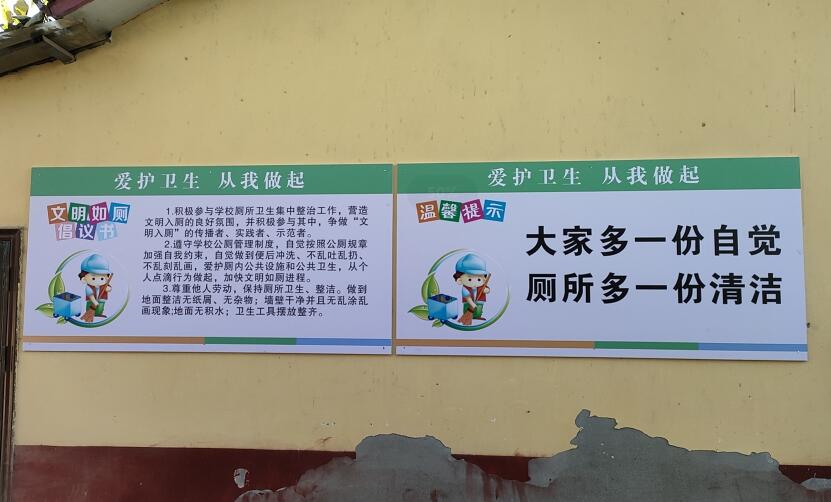 爱护卫生 从我做起
文明如厕
倡议书
1.积极参与学校厕所卫生集中整治工作，营造
文明入厕的良好氛围，并积极参与其中，争做“文
明入厕”的传播者、实践者、示范者。
2.遵守学校公厕管理制度，自觉按照公厕规章
加强自我约束，自觉做到便后冲洗、不乱吐乱扔、
不乱刻乱画，爱护厕内公共设施和公共卫生，从个
人点滴行为做起，加快文明如厕进程。
3.尊重他人劳动，保持厕所卫生、整洁。做到
地面整洁无纸屑、无杂物；墙壁干净并且无乱涂乱
画现象;地面无积水；卫生工具摆放整齐。
爱护卫生 从我做起
温馨提示
大家多一份自觉
厕所多一份清洁